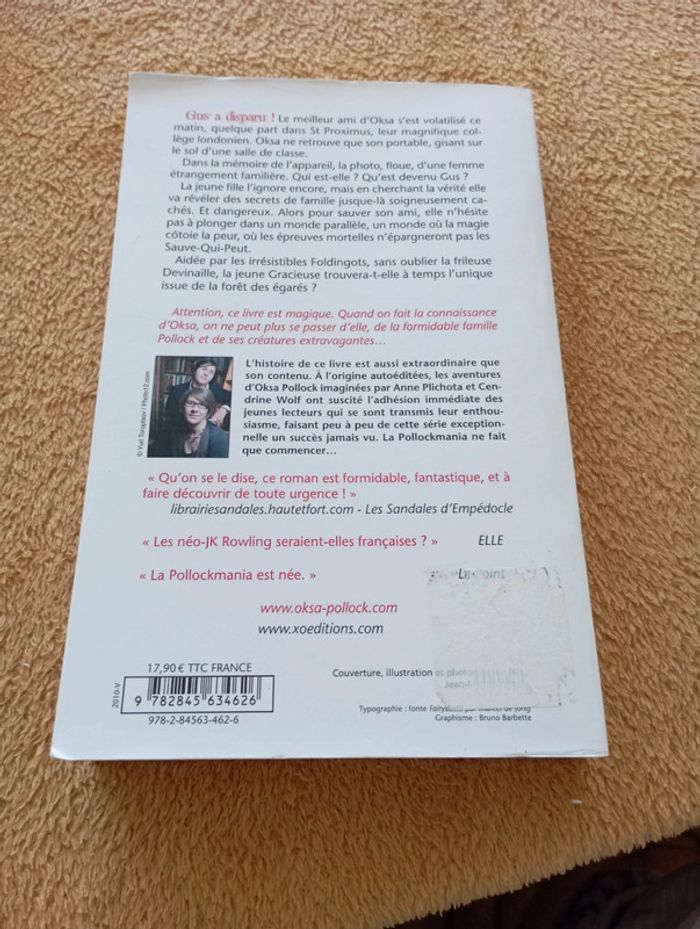 Gus a disparu ! Le meilleur ami d'Oksa s'est volatilisé ce
matin, quelque part dans St Proximus, leur magnifique col-
lège londonien. Oksa ne retrouve que son portable, gisant sur
le sol d'une salle de classe.
Dans la mémoire de l'appareil, la photo, floue, d'une femme
étrangement familière. Qui est-elle ? Qu'est devenu Gus ?
La jeune fille l'ignore encore, mais en cherchant la vérité elle
va révéler des secrets de famille jusque-là soigneusement ca-
chés. Et dangereux. Alors pour sauver son ami, elle n'hésite
pas à plonger dans un monde parallèle, un monde où la magie
côtoie la peur, où les épreuves mortelles n'épargneront pas les
Sauve-Qui-Peut.
Aidée par les irrésistibles Foldingots, sans oublier la frileuse
Devinaille, la jeune Gracieuse trouvera-t-elle à temps l'unique
issue de la forêt des égarés ?
Attention, ce livre est magique. Quand on fait la connaissance
d'Oksa, on ne peut plus se passer d'elle, de la formidable famille
Pollock et de ses créatures extravagantes…
© Yuri Toroptsov / Photo12.com
L'histoire de ce livre est aussi extraordinaire que
son contenu. À l'origine autoéditées, les aventures
d'Oksa Pollock imaginées par Anne Plichota et Cen-
drine Wolf ont suscité l'adhésion immédiate des
jeunes lecteurs qui se sont transmis leur enthou-
siasme, faisant peu à peu de cette série exception-
nelle un succès jamais vu. La Pollockmania ne fait
que commencer…
« Qu'on se le dise, ce roman est formidable, fantastique, et à
faire découvrir de toute urgence ! »
librairiesandales.hautetfort.com - Les Sandales d'Empédocle
« Les néo-JK Rowling seraient-elles françaises ? » ELLE
« La Pollockmania est née. » Le Point
www.oksa-pollock.com
www.xoeditions.com
17,90 € TTC FRANCE
2010-V
9 782845 634626
978-2-84563-462-6
Couverture, illustration et photo
Typographie : fonte par Marcel de Jong
Graphisme : Bruno Barbette